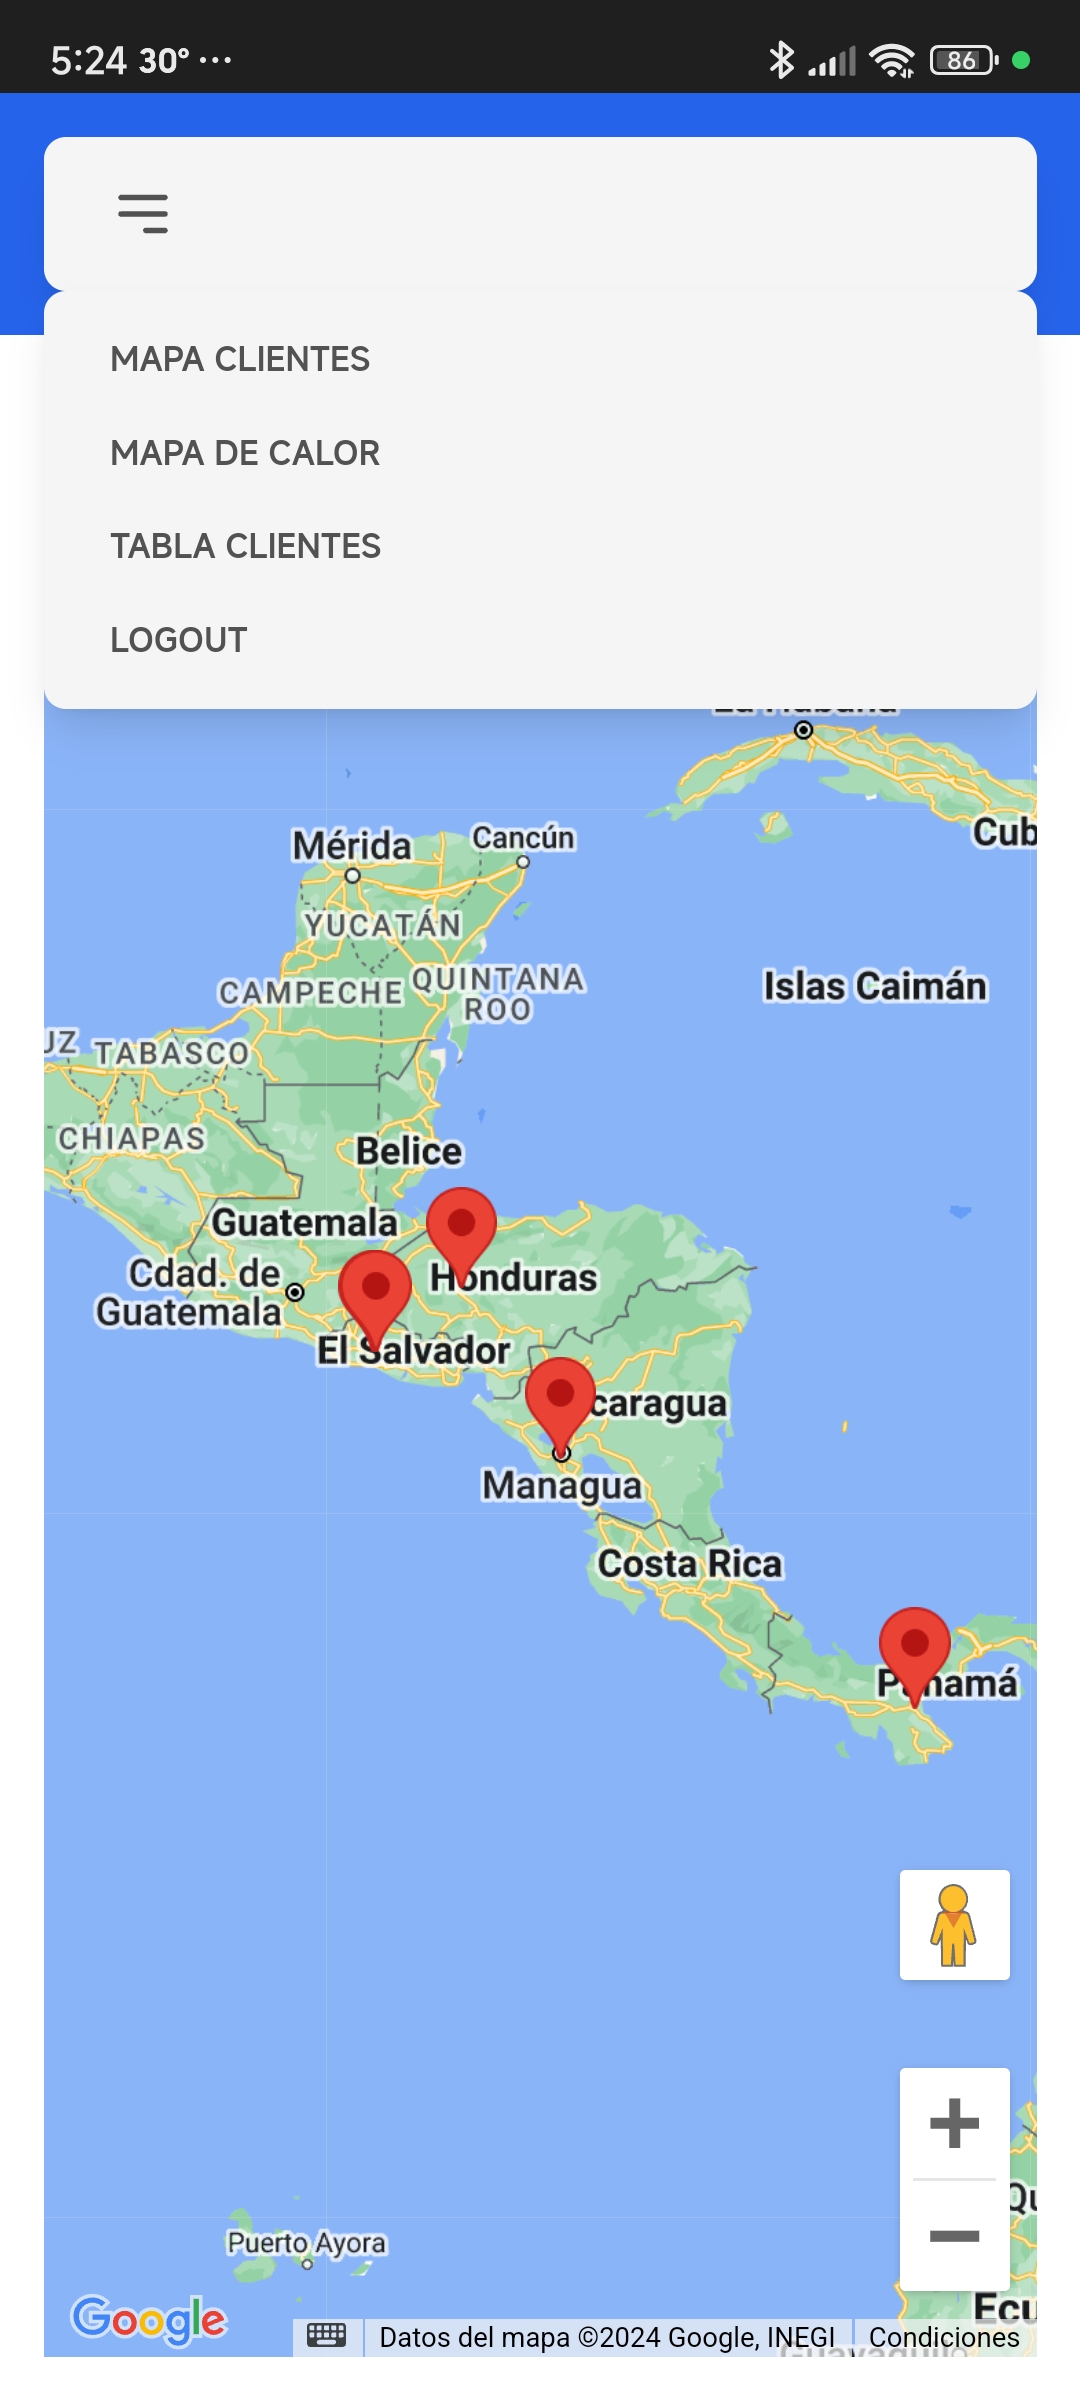 5:24 30° ...
86
MAPA CLIENTES
MAPA DE CALOR
TABLA CLIENTES
LOGOUT
Cub
Mérida
Cancún
YUCATÁN
CAMPECHE
QUINTANA
ROO
Islas Caimán
UZ
TABASCO
CHIAPAS
Belice
Guatemala
Cdad. de
Guatemala
Honduras
El Salvador
caragua
Managua
Costa Rica
Panamá
Qu
Puerto Ayora
Ecu
Google
Datos del mapa ©2024 Google, INEGI
Condiciones